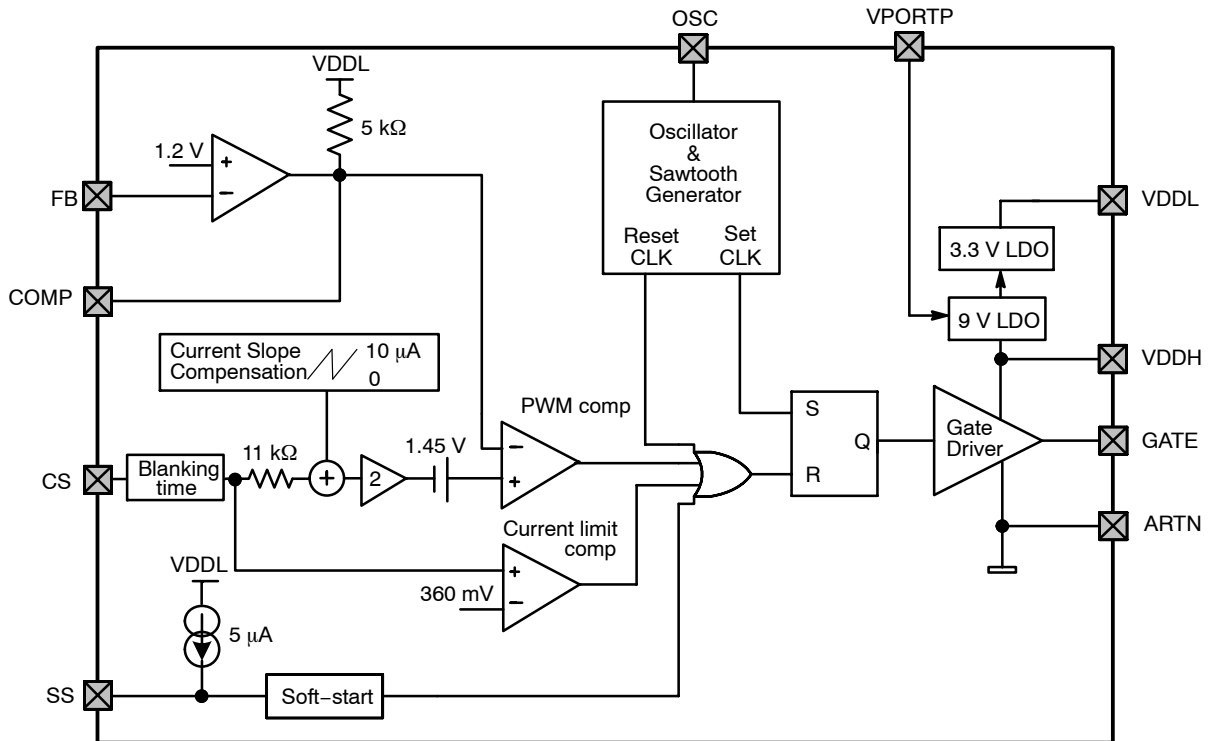 OSC
VPORTP
VDDL
5 kΩ
1.2 V
+
−
FB
COMP
Oscillator
&
Sawtooth
Generator
Reset
CLK
Set
CLK
VDDL
3.3 V LDO
9 V LDO
VDDH
Current Slope
Compensation
10 μA
0
PWM comp
1.45 V
11 kΩ
CS
Blanking
time
+
2
−
+
S
R
Q
Gate
Driver
GATE
ARTN
Current limit
comp
+
−
360 mV
VDDL
5 μA
SS
Soft−start